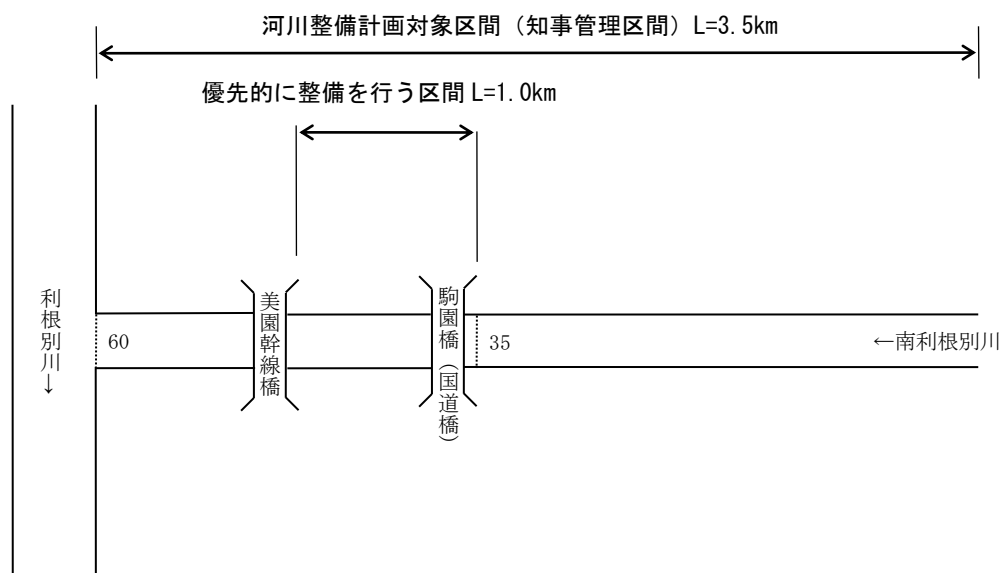 河川整備計画対象区間（知事管理区間）L=3.5km
優先的に整備を行う区間 L=1.0km
利根別川→
60
美園幹線橋
駒園橋（国道橋）
35
←南利根別川